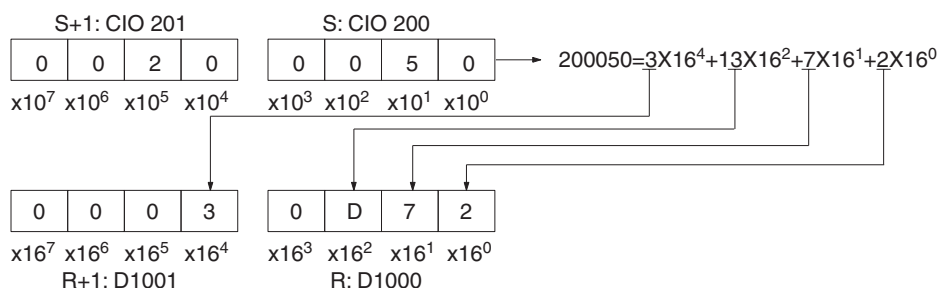 S+1: CIO 201 S: CIO 200
0 0 2 0 0 0 5 0 200050=3X16⁴+13X16²+7X16¹+2X16⁰
x10⁷ x10⁶ x10⁵ x10⁴ x10³ x10² x10¹ x10⁰
0 0 0 3 0 D 7 2
x16⁷ x16⁶ x16⁵ x16⁴ x16³ x16² x16¹ x16⁰
R+1: D1001 R: D1000